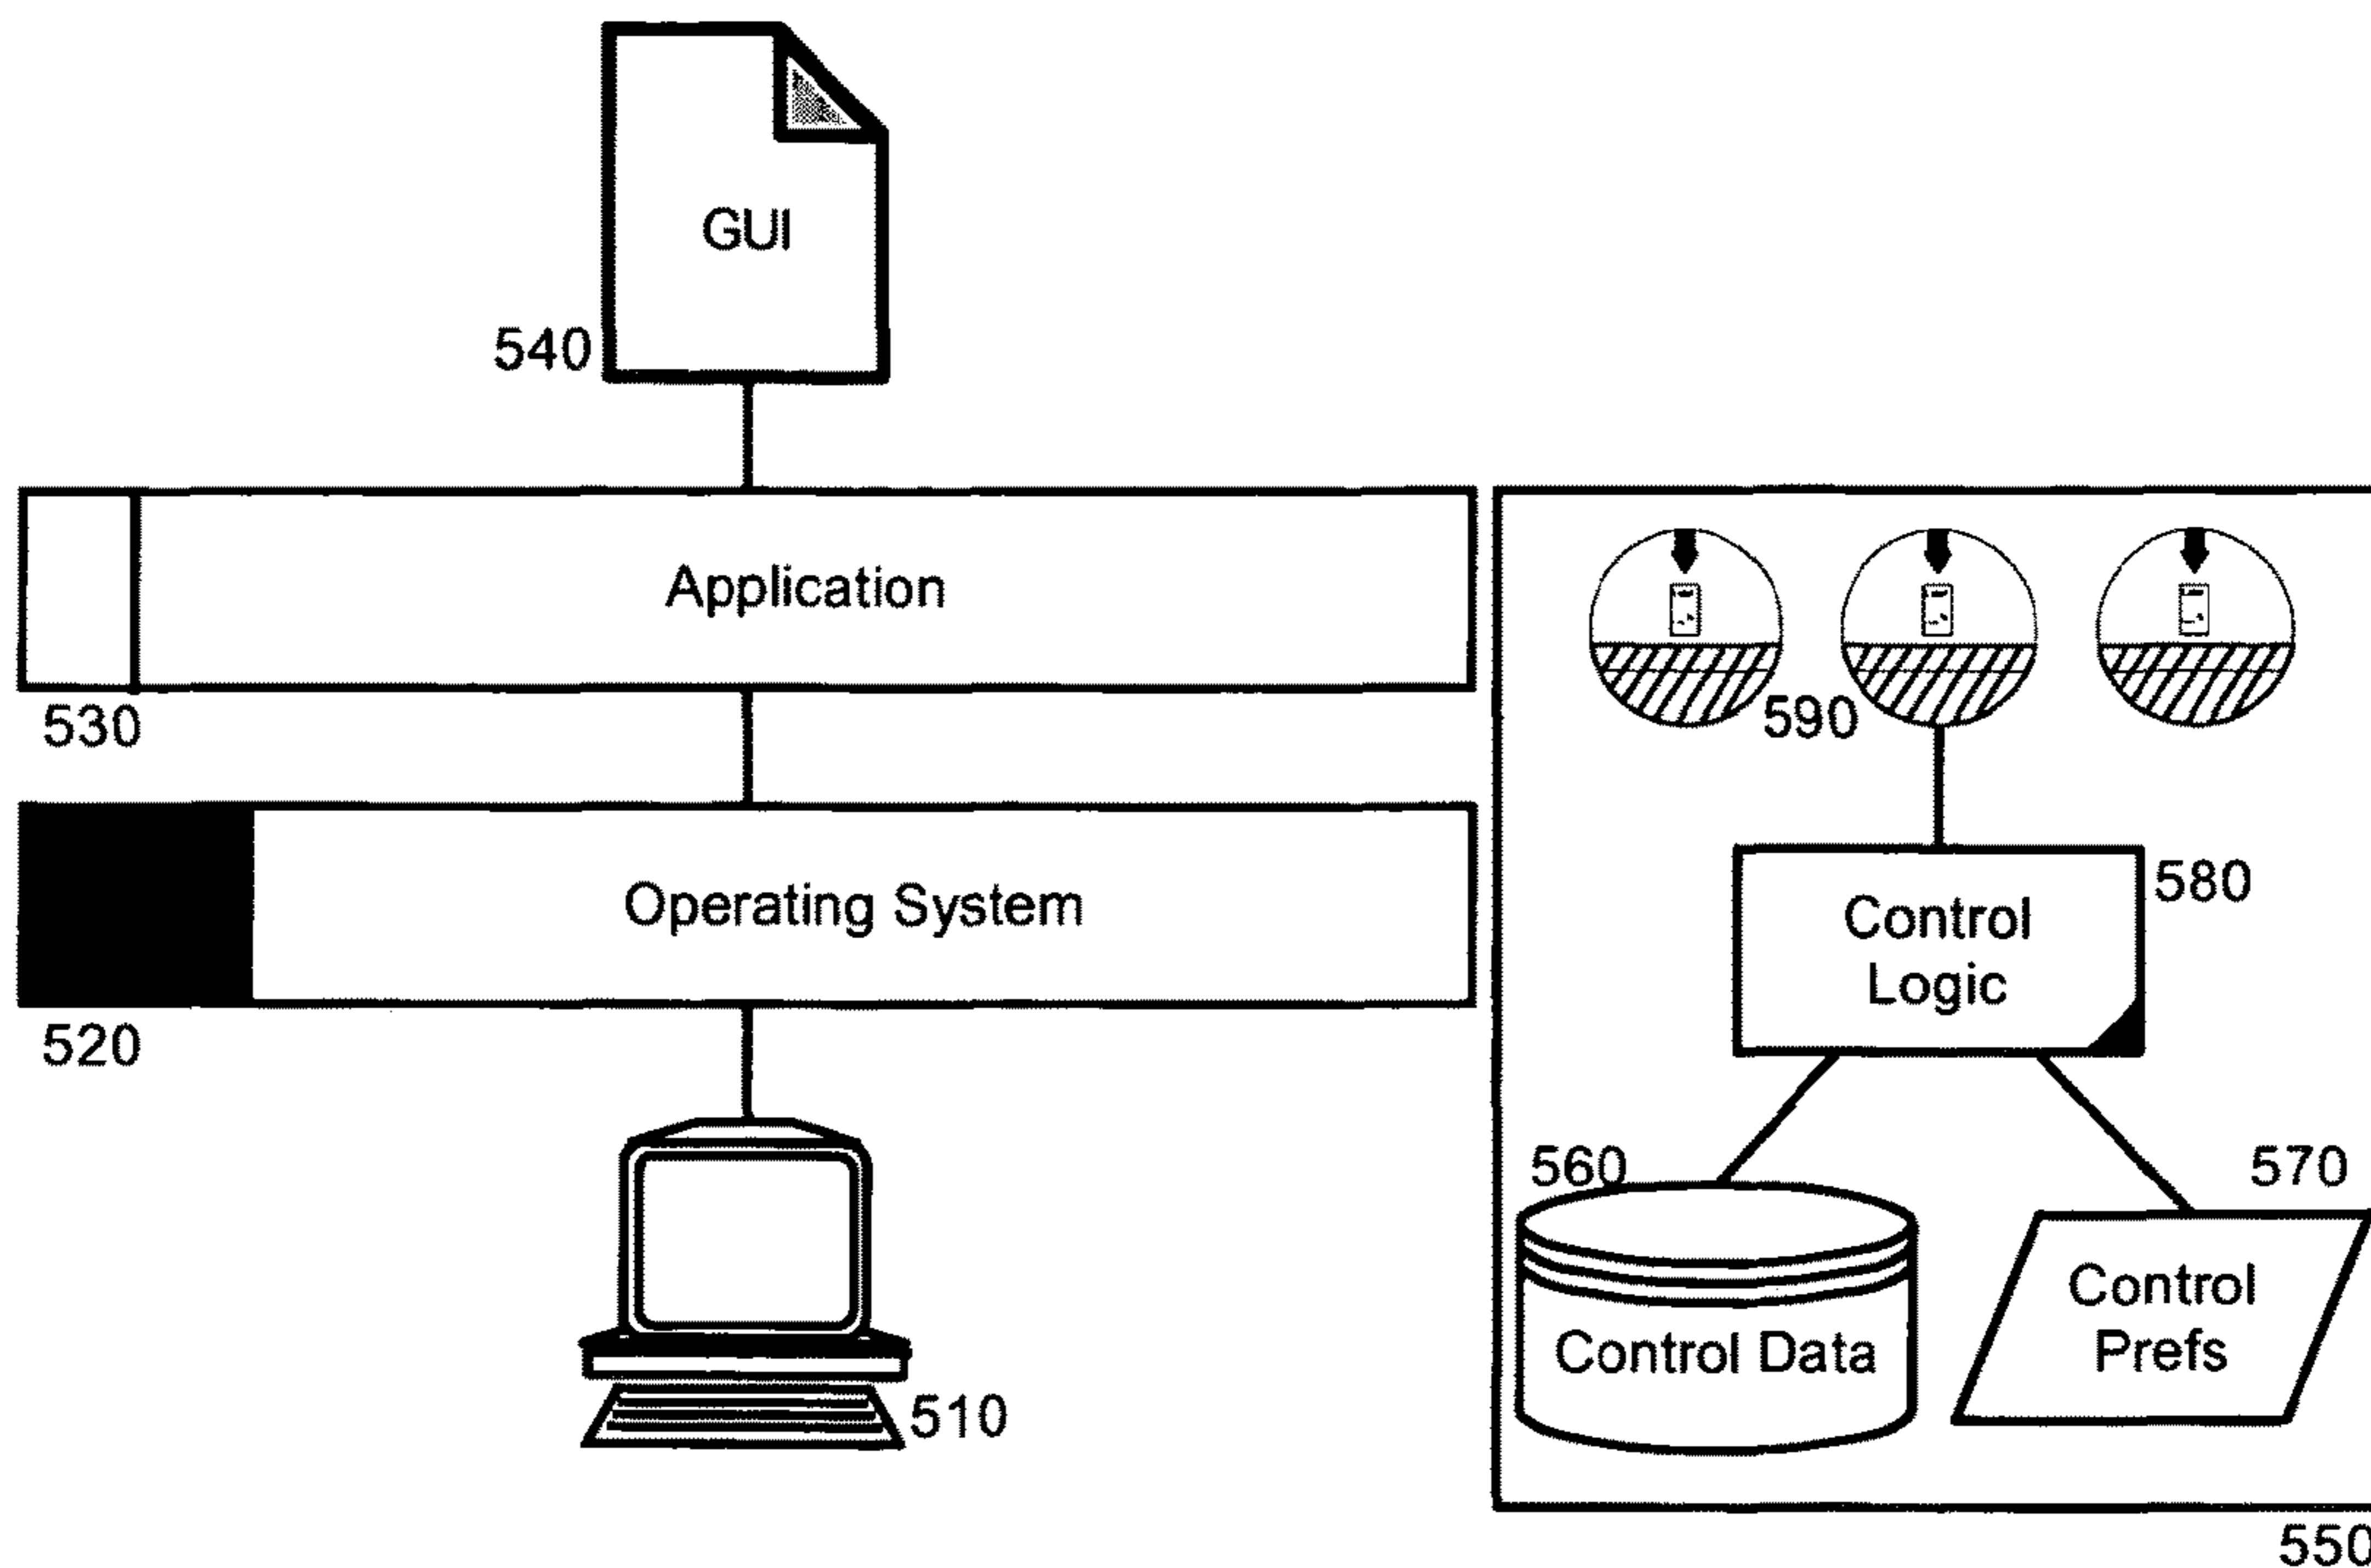 GUI
540
Application
530
590
Operating System
520
Control
Logic
580
510
560
570
Control Data
Control
Prefs
550